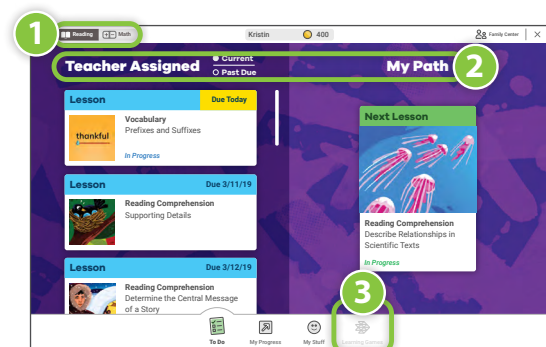 1
Reading
Math
Kristin
400
Family Center
Teacher Assigned
Current
Past Due
My Path
2
Lesson
Due Today
thankful
Vocabulary
Prefixes and Suffixes
In Progress
Lesson
Due 3/11/19
Reading Comprehension
Supporting Details
Lesson
Due 3/12/19
Reading Comprehension
Determine the Central Message
of a Story
Next Lesson
Reading Comprehension
Describe Relationships in
Scientific Texts
In Progress
3
To Do
My Progress
My Stuff
Learning Games